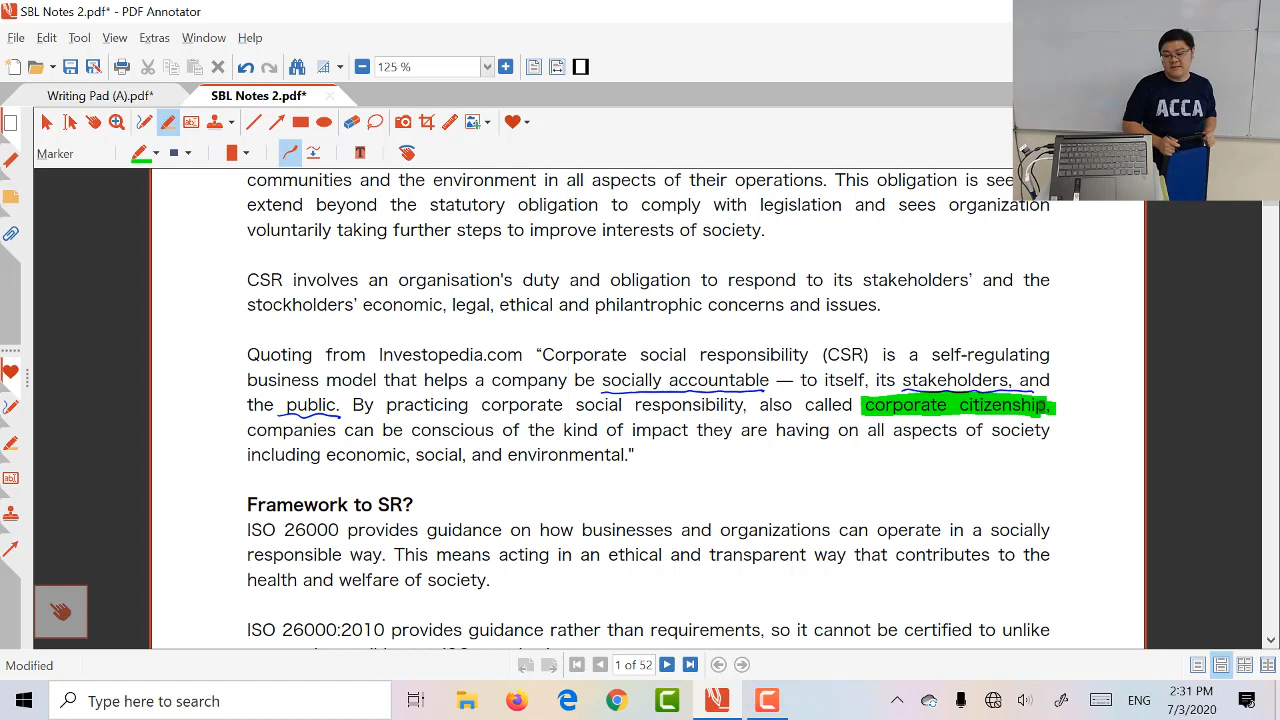 SBL Notes 2.pdf* - PDF Annotator
File Edit Tool View Extras Window Help
125 %
Writing Pad (A).pdf* SBL Notes 2.pdf*
Marker
ACCA
communities and the environment in all aspects of their operations. This obligation is see
extend beyond the statutory obligation to comply with legislation and sees organization
voluntarily taking further steps to improve interests of society.
CSR involves an organisation's duty and obligation to respond to its stakeholders’ and the
stockholders’ economic, legal, ethical and philantrophic concerns and issues.
Quoting from Investopedia.com “Corporate social responsibility (CSR) is a self-regulating
business model that helps a company be socially accountable — to itself, its stakeholders, and
the public. By practicing corporate social responsibility, also called corporate citizenship,
companies can be conscious of the kind of impact they are having on all aspects of society
including economic, social, and environmental."
Framework to SR?
ISO 26000 provides guidance on how businesses and organizations can operate in a socially
responsible way. This means acting in an ethical and transparent way that contributes to the
health and welfare of society.
ISO 26000:2010 provides guidance rather than requirements, so it cannot be certified to unlike
Modified
1 of 52
Type here to search
ENG
2:31 PM
7/3/2020